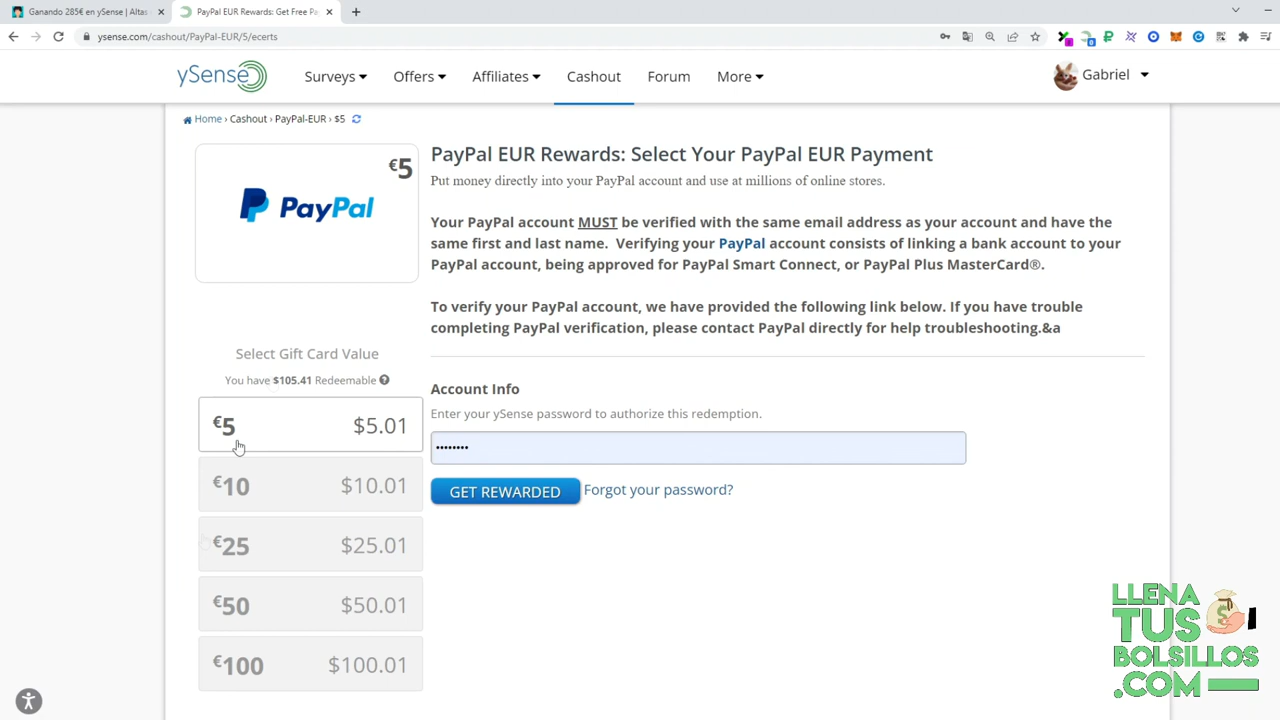 Ganando 285€ en ySense | Altas
PayPal EUR Rewards: Get Free Pa
ysense.com/cashout/PayPal-EUR/5/ecerts
ySense
Surveys
Offers
Affiliates
Cashout
Forum
More
Gabriel
Home › Cashout › PayPal-EUR › $5
€5
PayPal
PayPal EUR Rewards: Select Your PayPal EUR Payment
Put money directly into your PayPal account and use at millions of online stores.
Your PayPal account MUST be verified with the same email address as your account and have the
same first and last name. Verifying your PayPal account consists of linking a bank account to your
PayPal account, being approved for PayPal Smart Connect, or PayPal Plus MasterCard®.
To verify your PayPal account, we have provided the following link below. If you have trouble
completing PayPal verification, please contact PayPal directly for help troubleshooting.&a
Select Gift Card Value
You have $105.41 Redeemable
€5 $5.01
€10 $10.01
€25 $25.01
€50 $50.01
€100 $100.01
Account Info
Enter your ySense password to authorize this redemption.
••••••••
GET REWARDED
Forgot your password?
LLENA
TUS
BOLSILLOS
.COM